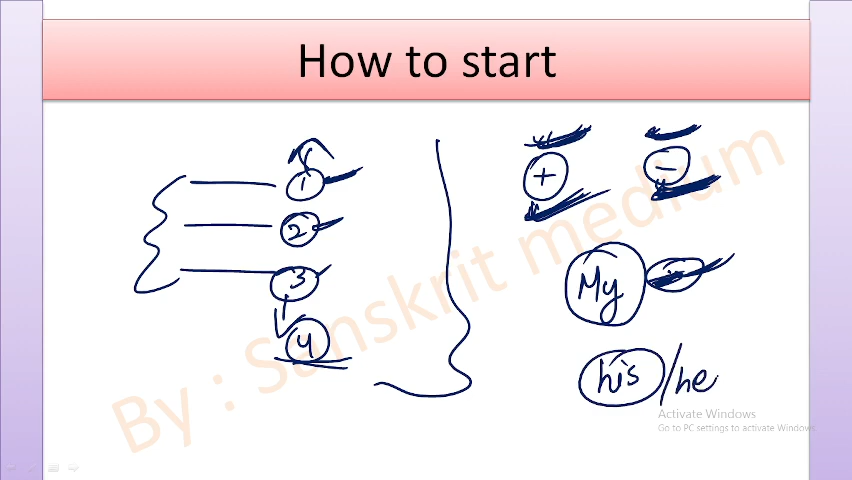 How to start
1
2
3
4
+ −
My
his/he
By : Sanskrit medium
Activate Windows
Go to PC settings to activate Windows